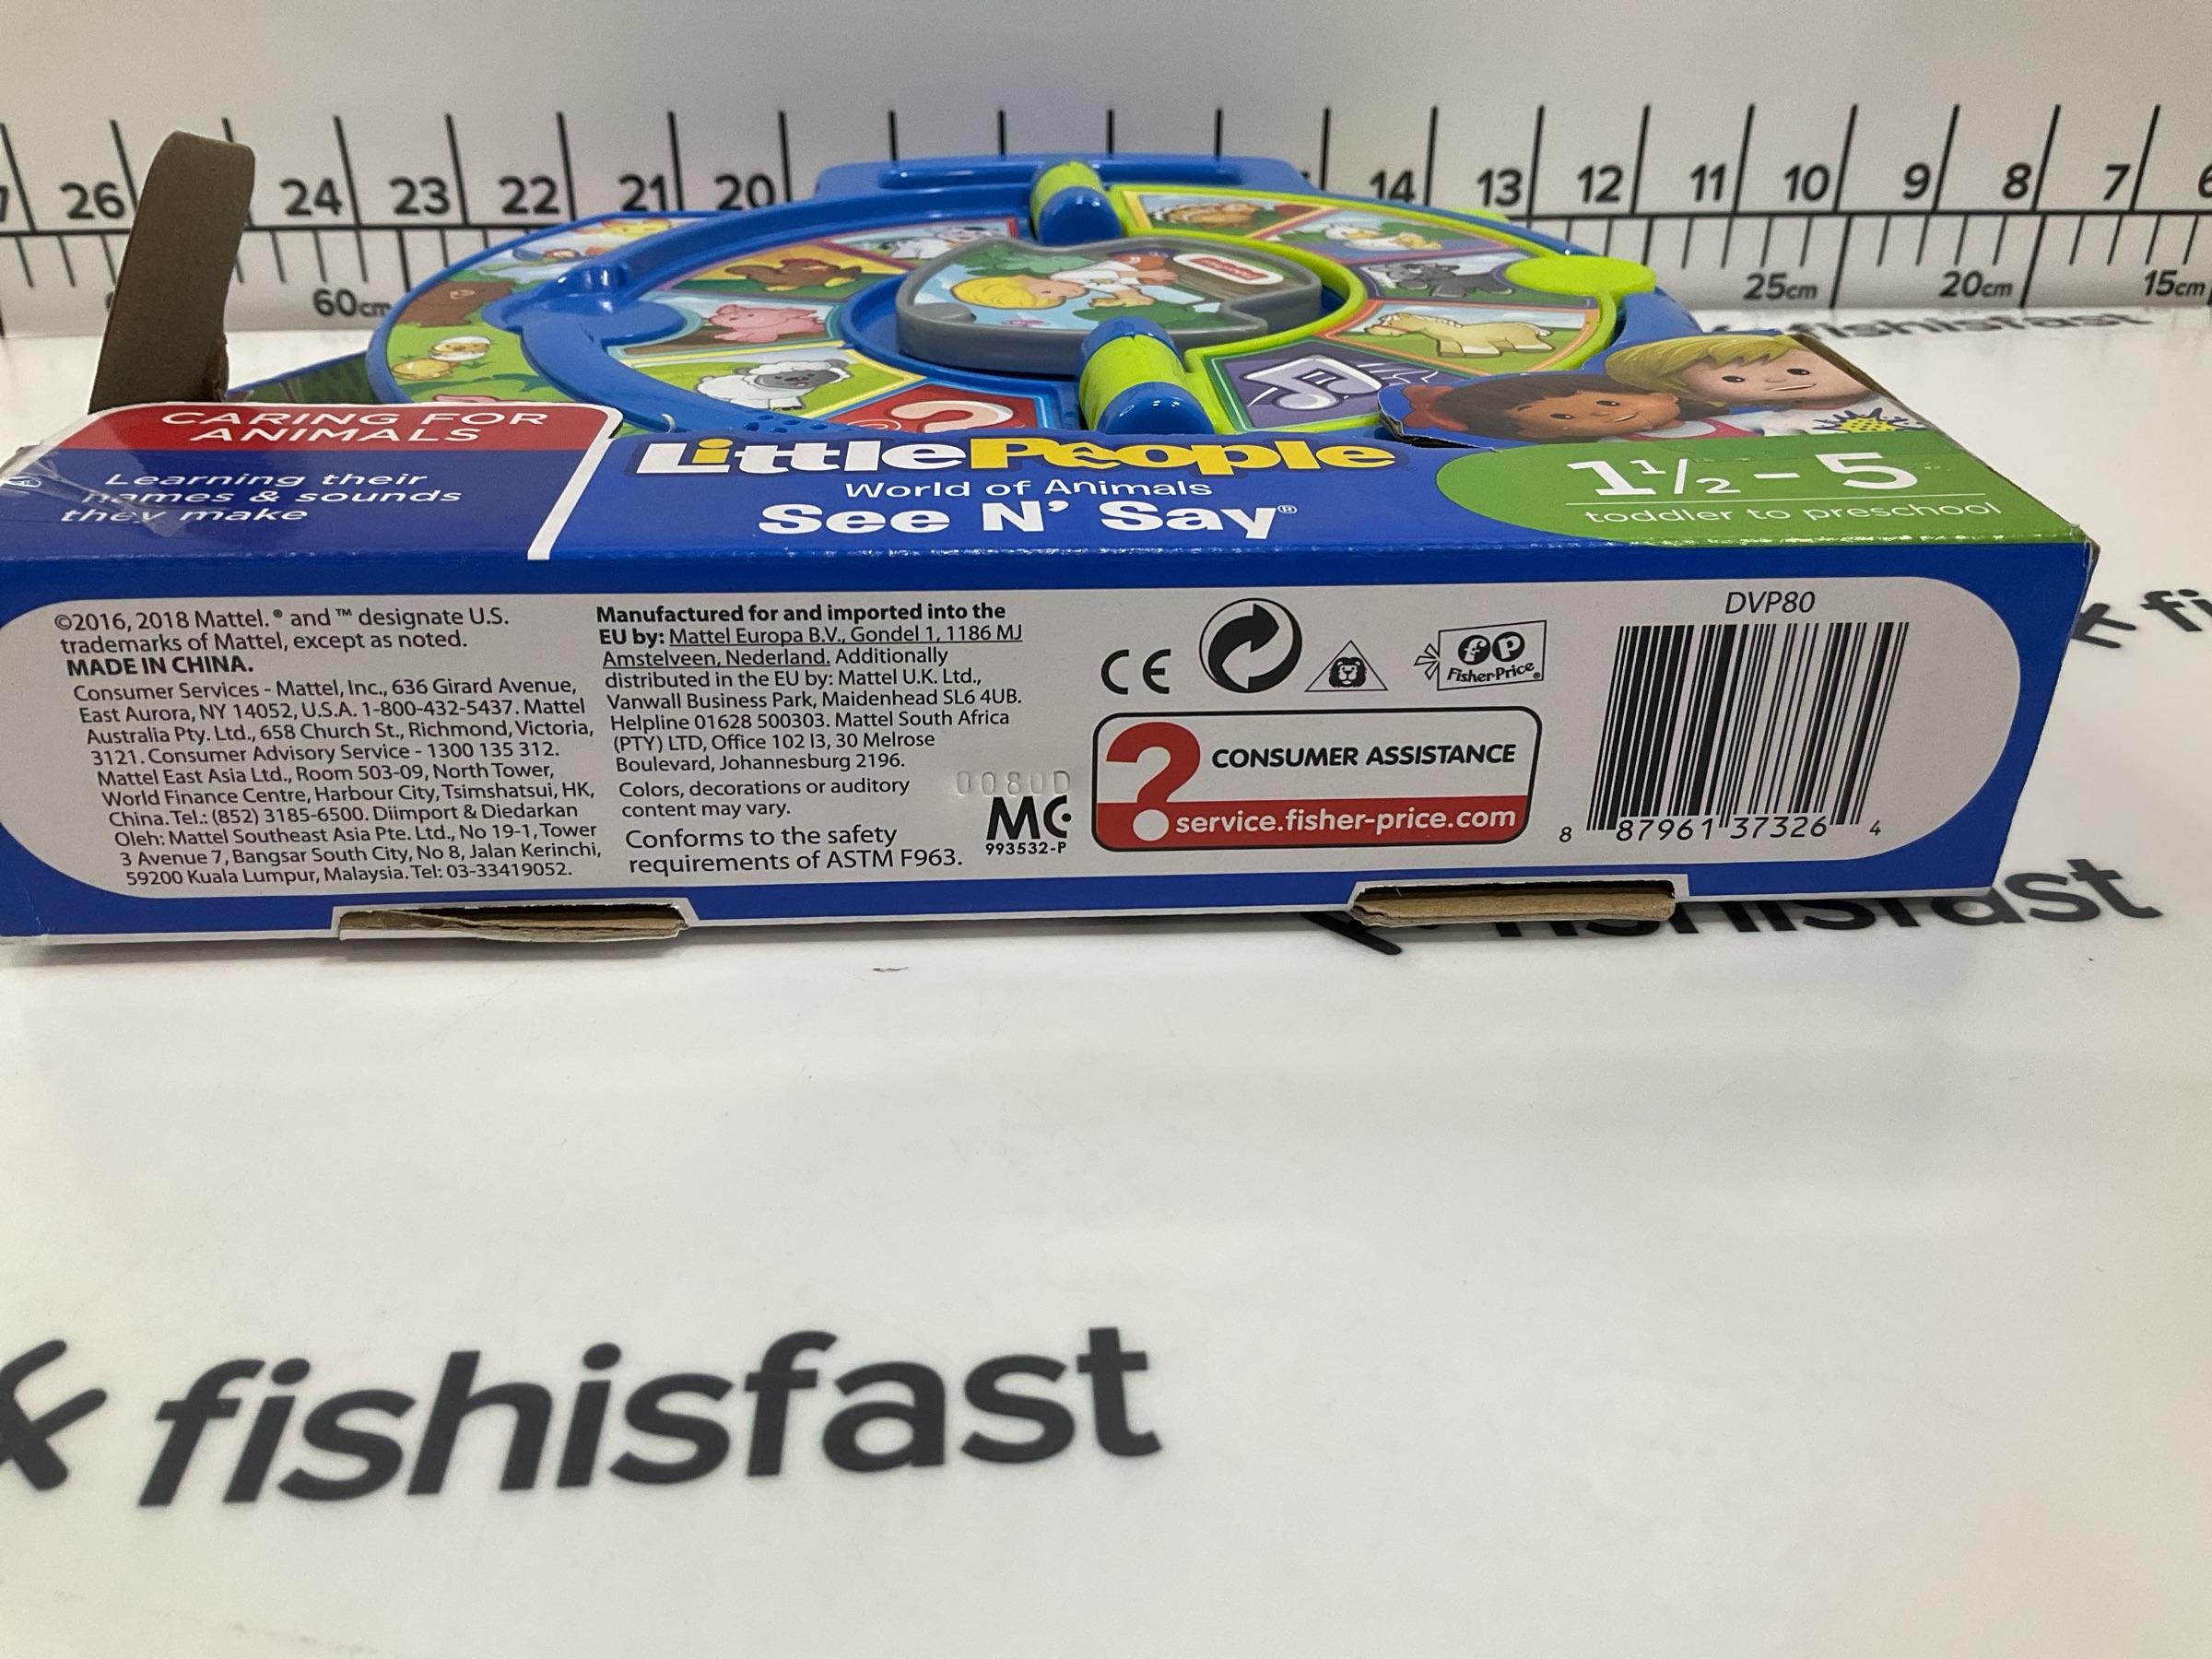 26 24 23 22 21 20 14 13 12 11 10 9 8 7 6
60cm 25cm 20cm 15cm
fishisfast
CARING FOR
ANIMALS
Learning their
names & sounds
they make
Little People
World of Animals
See N' Say®
1 1/2 - 5
toddler to preschool
©2016, 2018 Mattel. ® and ™ designate U.S.
trademarks of Mattel, except as noted.
MADE IN CHINA.
Consumer Services - Mattel, Inc., 636 Girard Avenue,
East Aurora, NY 14052, U.S.A. 1-800-432-5437. Mattel
Australia Pty. Ltd., 658 Church St., Richmond, Victoria,
3121. Consumer Advisory Service - 1300 135 312.
Mattel East Asia Ltd., Room 503-09, North Tower,
World Finance Centre, Harbour City, Tsimshatsui, HK,
China. Tel.: (852) 3185-6500. Diimport & Diedarkan
Oleh: Mattel Southeast Asia Pte. Ltd., No 19-1, Tower
3 Avenue 7, Bangsar South City, No 8, Jalan Kerinchi,
59200 Kuala Lumpur, Malaysia. Tel: 03-33419052.
Manufactured for and imported into the
EU by: Mattel Europa B.V., Gondel 1, 1186 MJ
Amstelveen, Nederland. Additionally
distributed in the EU by: Mattel U.K. Ltd.,
Vanwall Business Park, Maidenhead SL6 4UB.
Helpline 01628 500303. Mattel South Africa
(PTY) LTD, Office 102 I3, 30 Melrose
Boulevard, Johannesburg 2196.
Colors, decorations or auditory
content may vary.
Conforms to the safety
requirements of ASTM F963.
0080D
MC
993532-P
CE
fp
Fisher-Price®
? CONSUMER ASSISTANCE
service.fisher-price.com
DVP80
8 87961 37326 4
fi
fishisfast
fishisfast